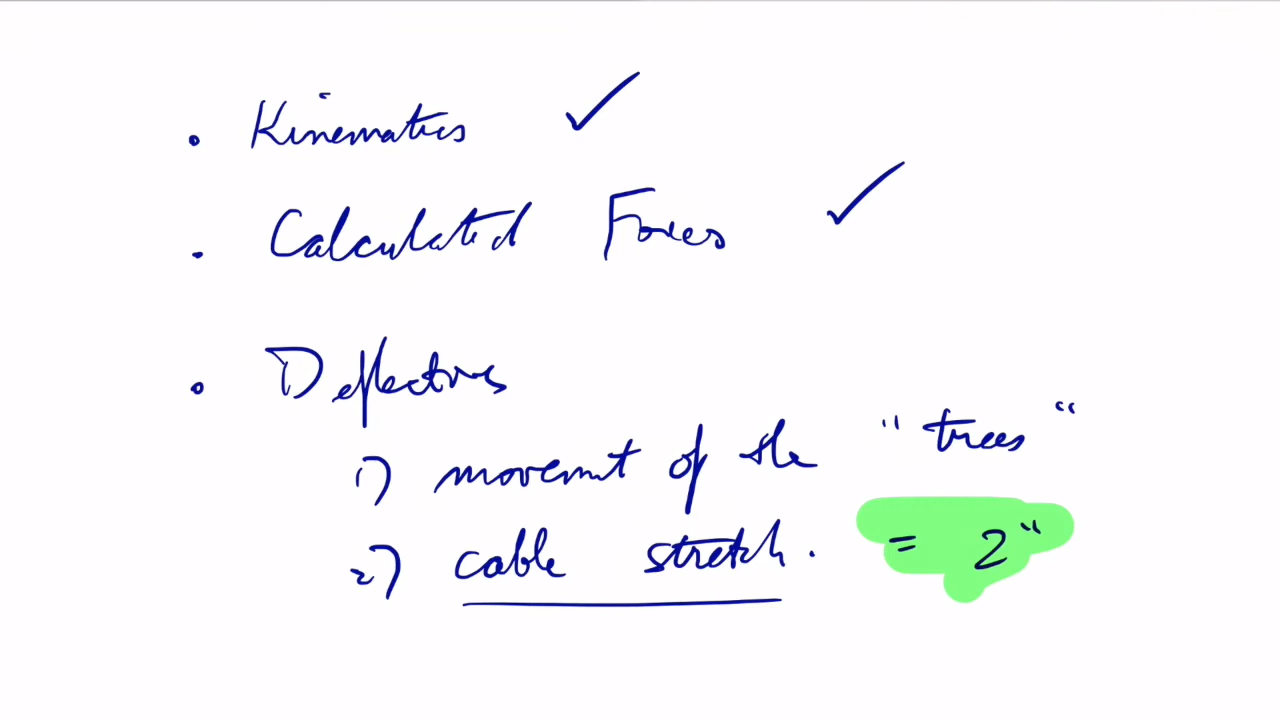 • Kinematics ✓
• Calculated Forces ✓
• Deflections
1) movement of the "trees"
2) cable stretch. = 2"